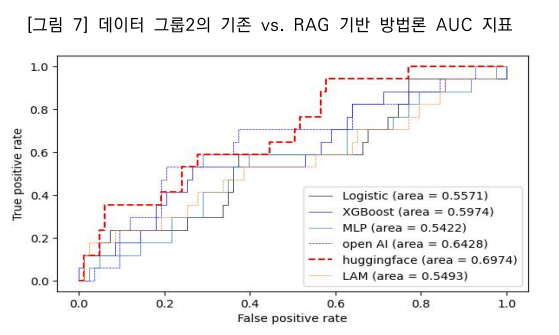 [그림 7] 데이터 그룹2의 기존 vs. RAG 기반 방법론 AUC 지표
1.0
0.8
0.6
0.4
0.2
0.0
True positive rate
Logistic (area = 0.5571)
XGBoost (area = 0.5974)
MLP (area = 0.5422)
open AI (area = 0.6428)
huggingface (area = 0.6974)
LAM (area = 0.5493)
0.0 0.2 0.4 0.6 0.8 1.0
False positive rate